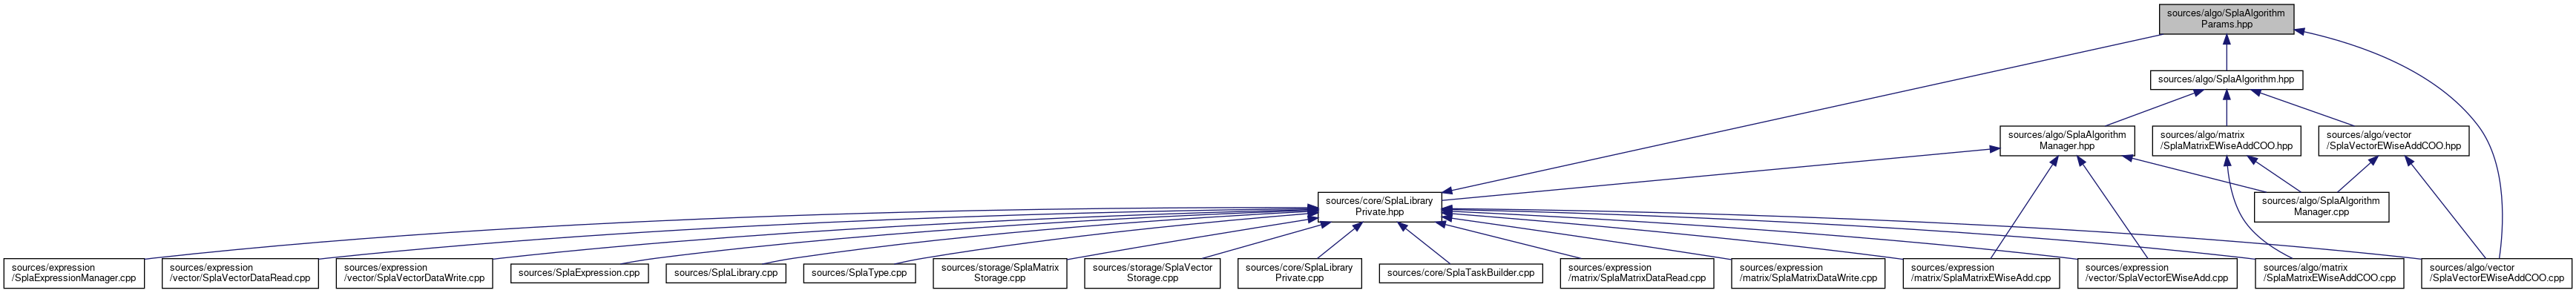 sources/algo/SplaAlgorithm
Params.hpp
sources/algo/SplaAlgorithm.hpp
sources/algo/SplaAlgorithm
Manager.hpp
sources/algo/matrix
/SplaMatrixEWiseAddCOO.hpp
sources/algo/vector
/SplaVectorEWiseAddCOO.hpp
sources/core/SplaLibrary
Private.hpp
sources/algo/SplaAlgorithm
Manager.cpp
sources/expression
/SplaExpressionManager.cpp
sources/expression
/vector/SplaVectorDataRead.cpp
sources/expression
/vector/SplaVectorDataWrite.cpp
sources/SplaExpression.cpp
sources/SplaLibrary.cpp
sources/SplaType.cpp
sources/storage/SplaMatrix
Storage.cpp
sources/storage/SplaVector
Storage.cpp
sources/core/SplaLibrary
Private.cpp
sources/core/SplaTaskBuilder.cpp
sources/expression
/matrix/SplaMatrixDataRead.cpp
sources/expression
/matrix/SplaMatrixDataWrite.cpp
sources/expression
/matrix/SplaMatrixEWiseAdd.cpp
sources/expression
/vector/SplaVectorEWiseAdd.cpp
sources/algo/matrix
/SplaMatrixEWiseAddCOO.cpp
sources/algo/vector
/SplaVectorEWiseAddCOO.cpp